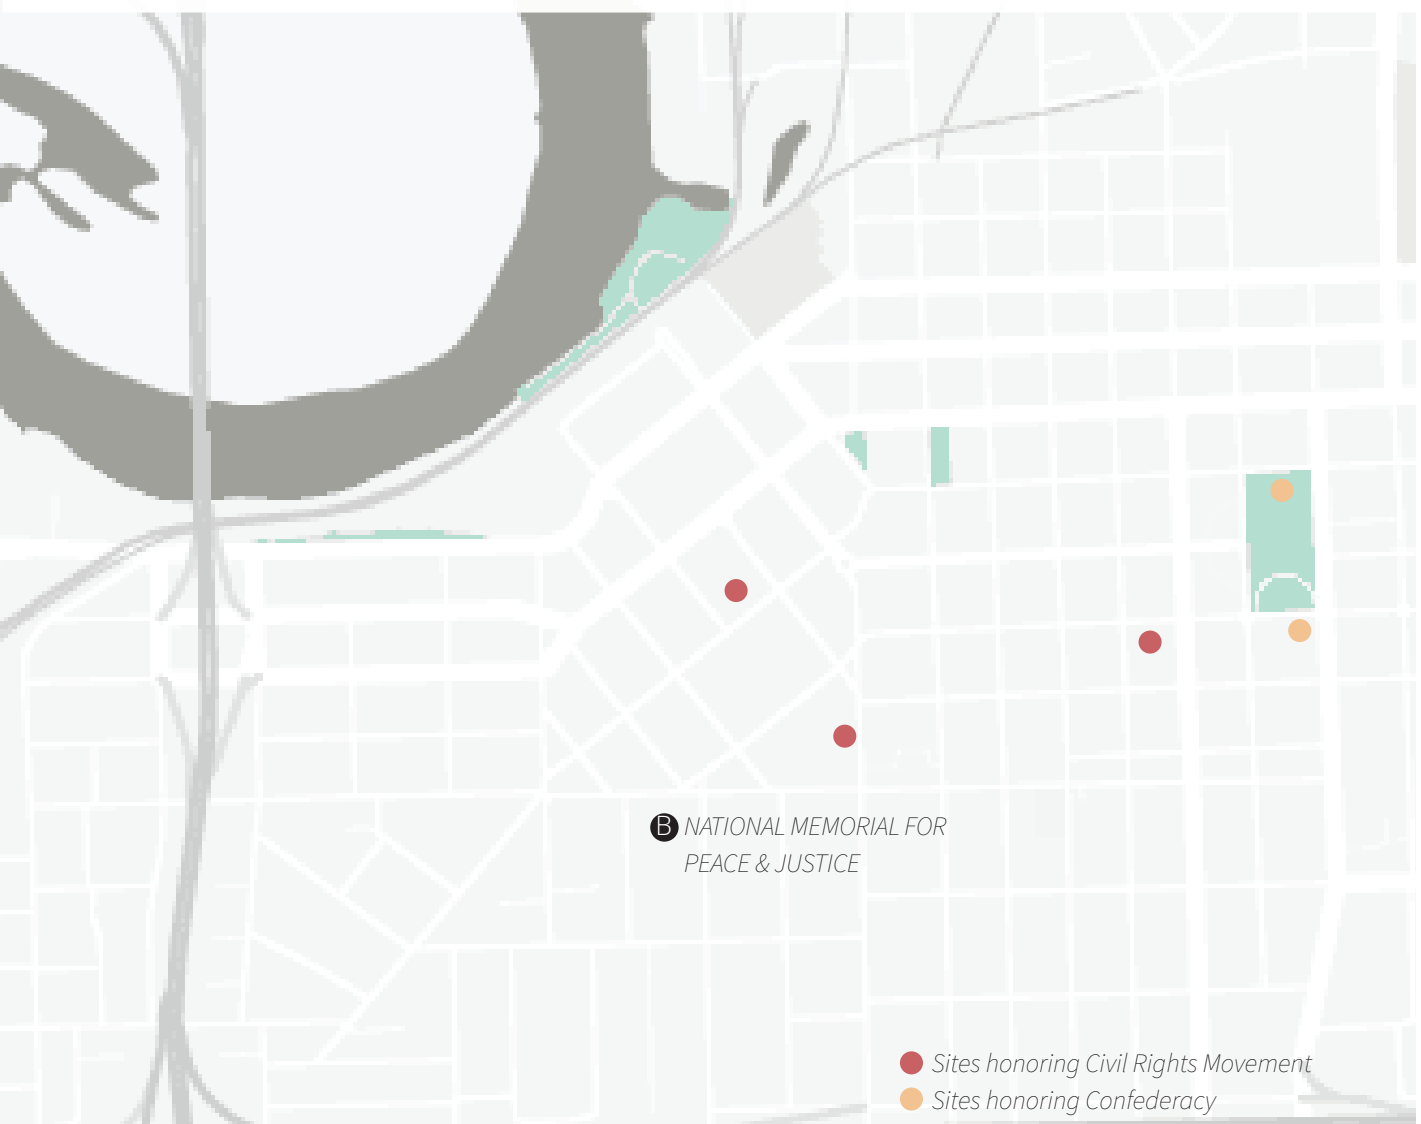 B NATIONAL MEMORIAL FOR
PEACE & JUSTICE
Sites honoring Civil Rights Movement
Sites honoring Confederacy